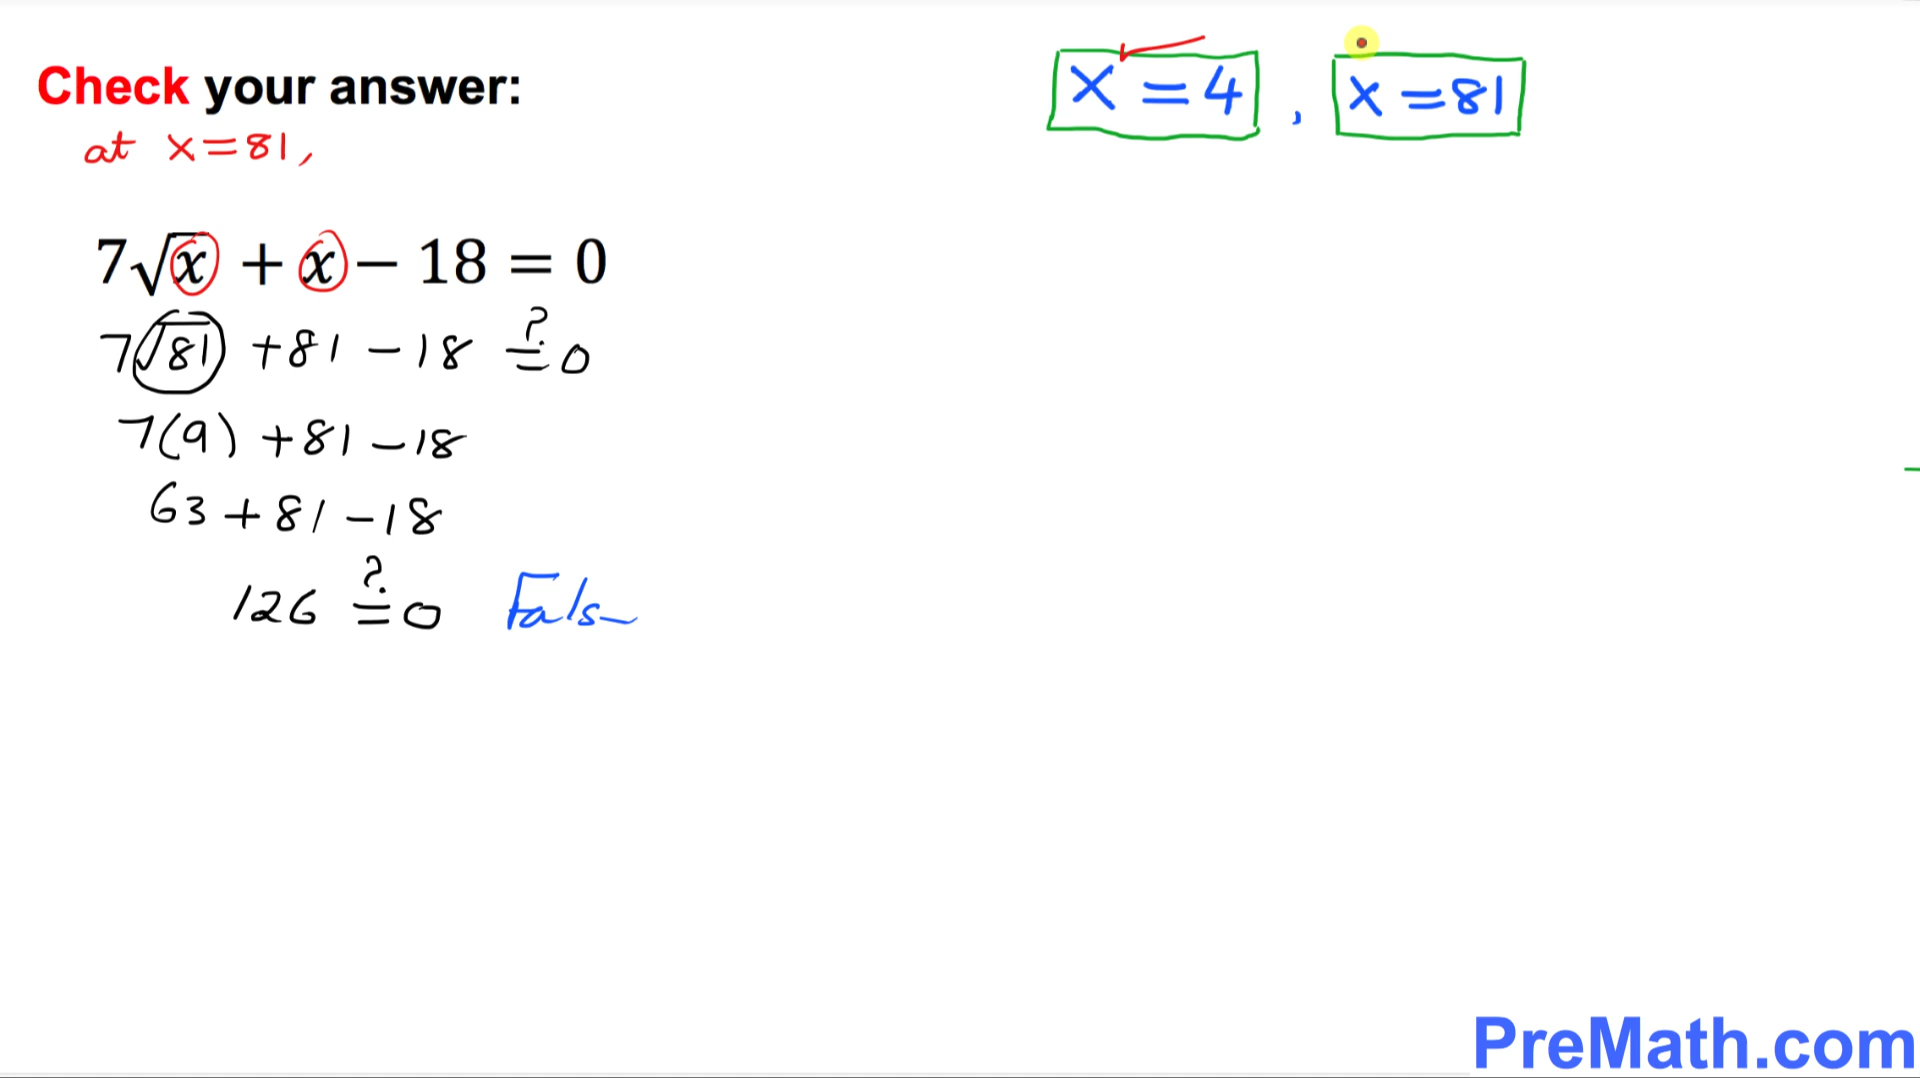 Check your answer:
at x=81,
x=4 , x=81
7√x + x − 18 = 0
7√81 +81 −18 ≟ 0
7(9) +81 −18
63 +81 −18
126 ≟ 0 False
PreMath.com